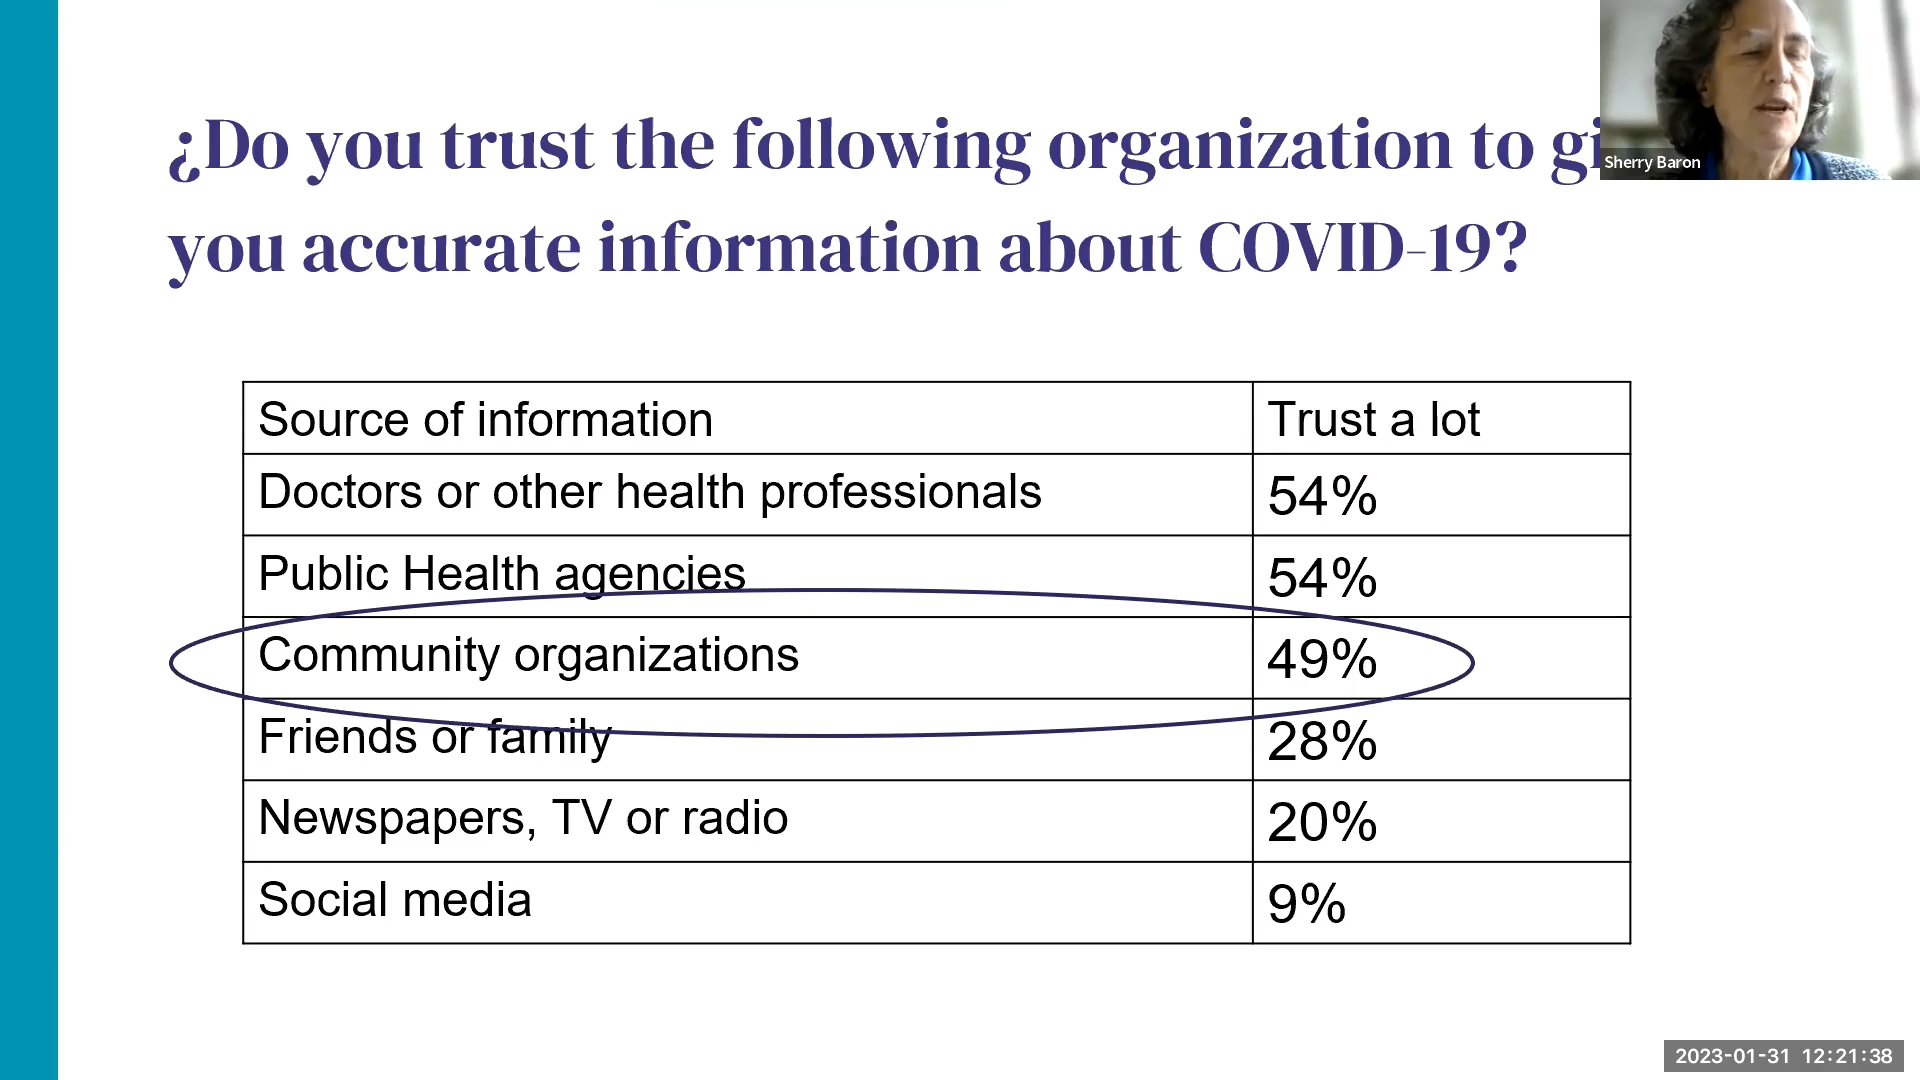 ¿Do you trust the following organization to gi
you accurate information about COVID-19?
Sherry Baron
Source of information Trust a lot
Doctors or other health professionals 54%
Public Health agencies 54%
Community organizations 49%
Friends or family 28%
Newspapers, TV or radio 20%
Social media 9%
2023-01-31 12:21:38